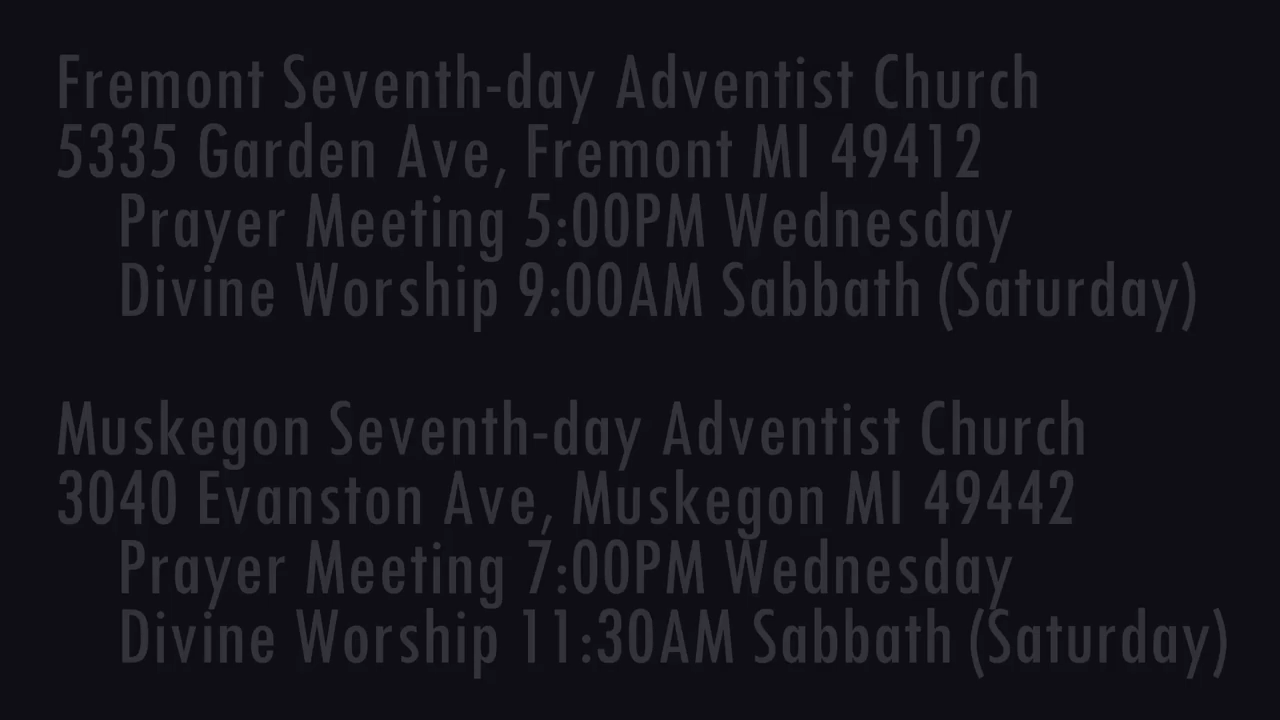 Fremont Seventh-day Adventist Church
5335 Garden Ave, Fremont MI 49412
Prayer Meeting 5:00PM Wednesday
Divine Worship 9:00AM Sabbath (Saturday)
Muskegon Seventh-day Adventist Church
3040 Evanston Ave, Muskegon MI 49442
Prayer Meeting 7:00PM Wednesday
Divine Worship 11:30AM Sabbath (Saturday)